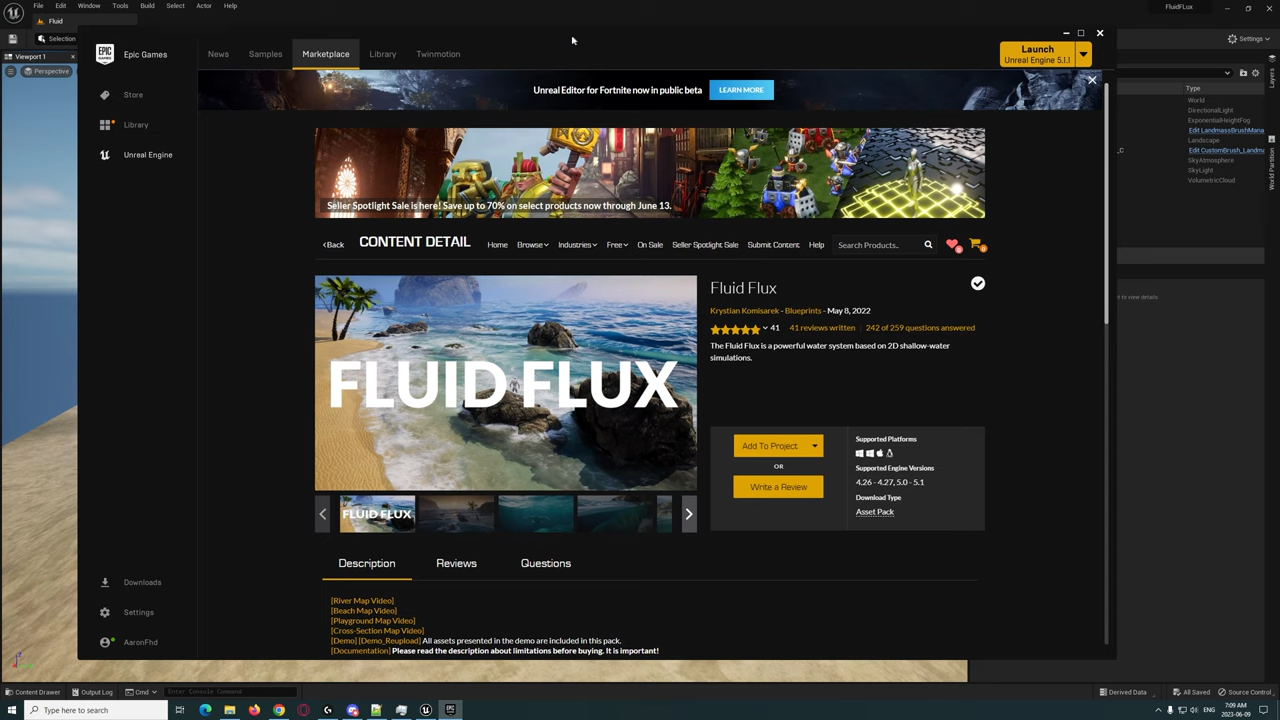 File Edit Window Tools Build Select Actor Help
FluidFLux
Fluid
Selection
Settings
Viewport 1
Perspective
EPIC GAMES
Epic Games
News Samples Marketplace Library Twinmotion
Launch
Unreal Engine 5.1.1
Store
Library
Unreal Engine
Downloads
Settings
AaronFhd
Unreal Editor for Fortnite now in public beta LEARN MORE
Seller Spotlight Sale is here! Save up to 70% on select products now through June 13.
Back CONTENT DETAIL Home Browse Industries Free On Sale Seller Spotlight Sale Submit Content Help Search Products..
FLUID FLUX
FLUID FLUX
Fluid Flux
Krystian Komisarek - Blueprints - May 8, 2022
41 41 reviews written 242 of 259 questions answered
The Fluid Flux is a powerful water system based on 2D shallow-water
simulations.
Add To Project
OR
Write a Review
Supported Platforms
Supported Engine Versions
4.26 - 4.27, 5.0 - 5.1
Download Type
Asset Pack
Description Reviews Questions
[River Map Video]
[Beach Map Video]
[Playground Map Video]
[Cross-Section Map Video]
[Demo] [Demo_Reupload] All assets presented in the demo are included in this pack.
[Documentation] Please read the description about limitations before buying. It is important!
Type
World
DirectionalLight
ExponentialHeightFog
Edit LandmassBrushMana
Landscape
_C Edit CustomBrush_Landma
SkyAtmosphere
SkyLight
VolumetricCloud
to view details
Layers
World Partition
Content Drawer Output Log Cmd Enter Console Command
Derived Data All Saved Source Control
Type here to search
ENG
7:09 AM
2023-06-09